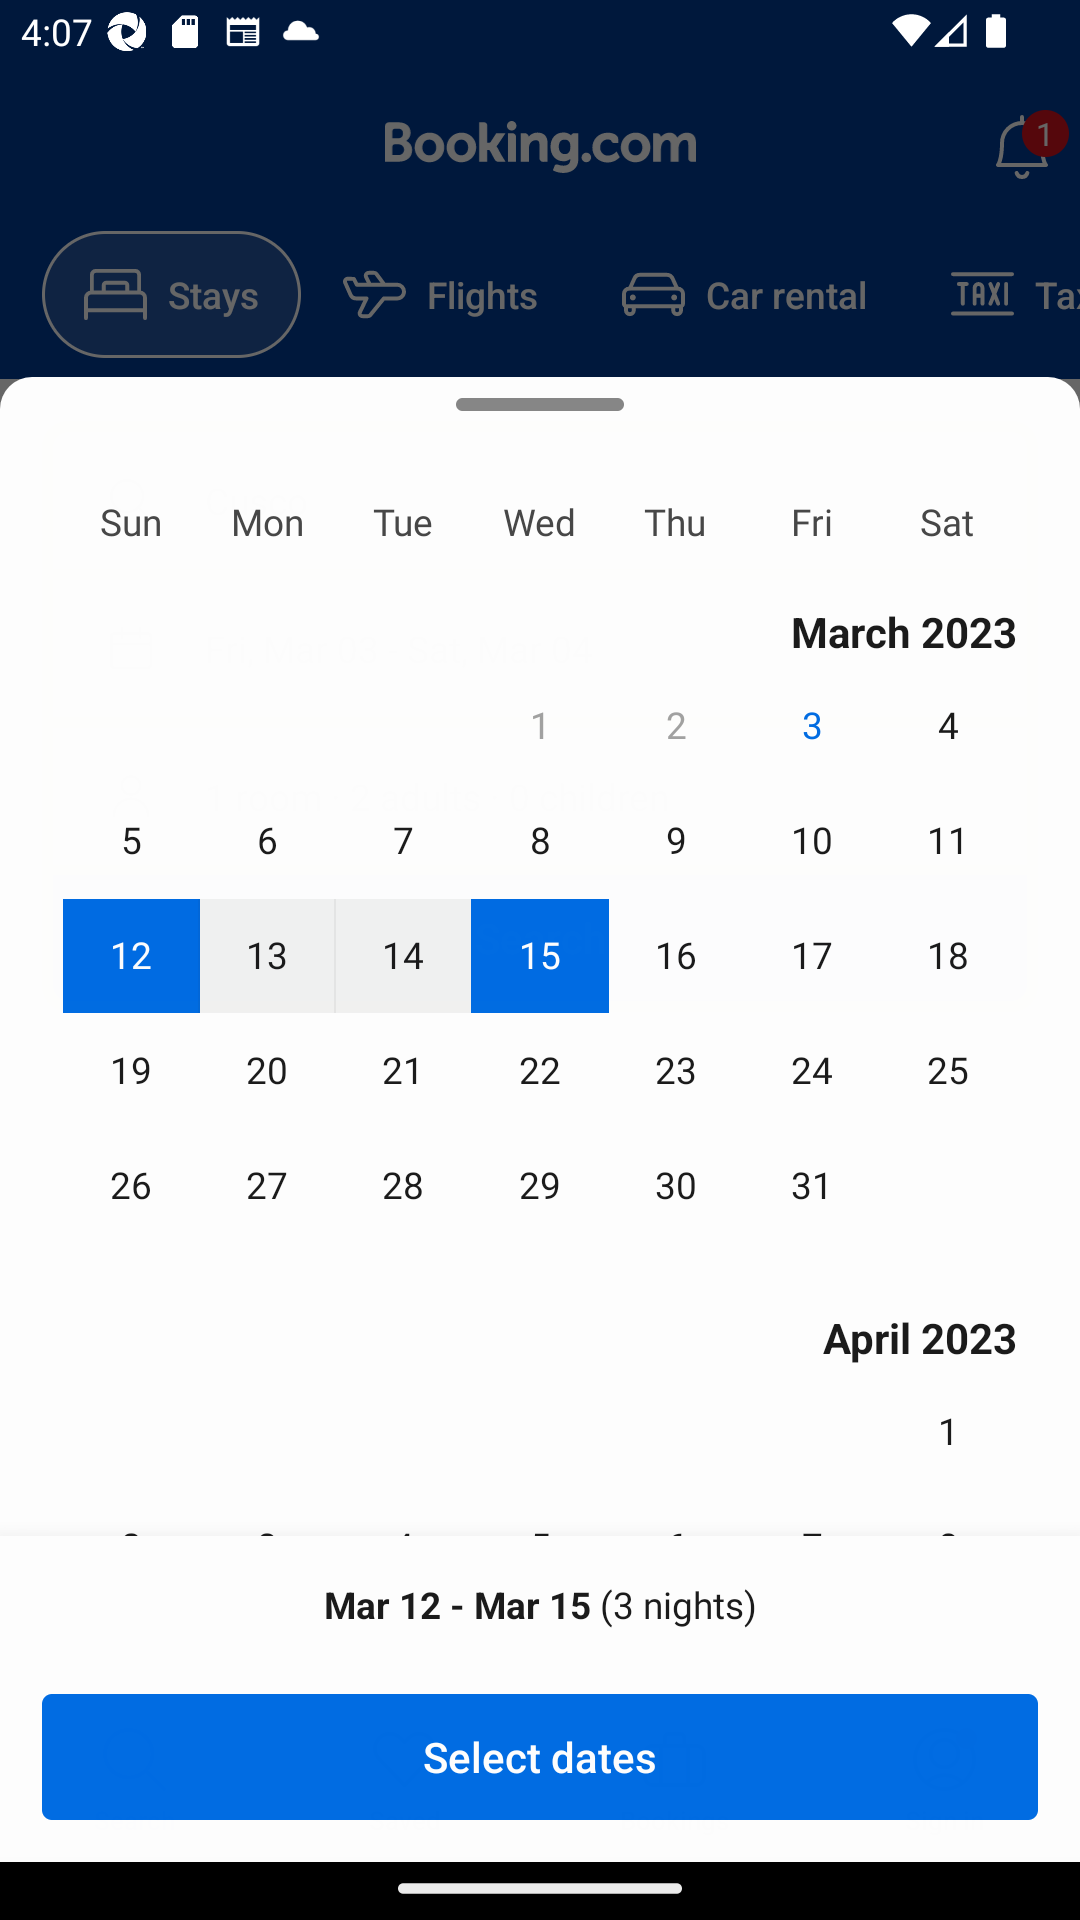 4:07
Booking.com
1
Stays Flights Car rental TAXI Tax
Sun Mon Tue Wed Thu Fri Sat
March 2023
1 2 3 4
5 6 7 8 9 10 11
12 13 14 15 16 17 18
19 20 21 22 23 24 25
26 27 28 29 30 31
April 2023
1
Mar 12 - Mar 15 (3 nights)
Select dates